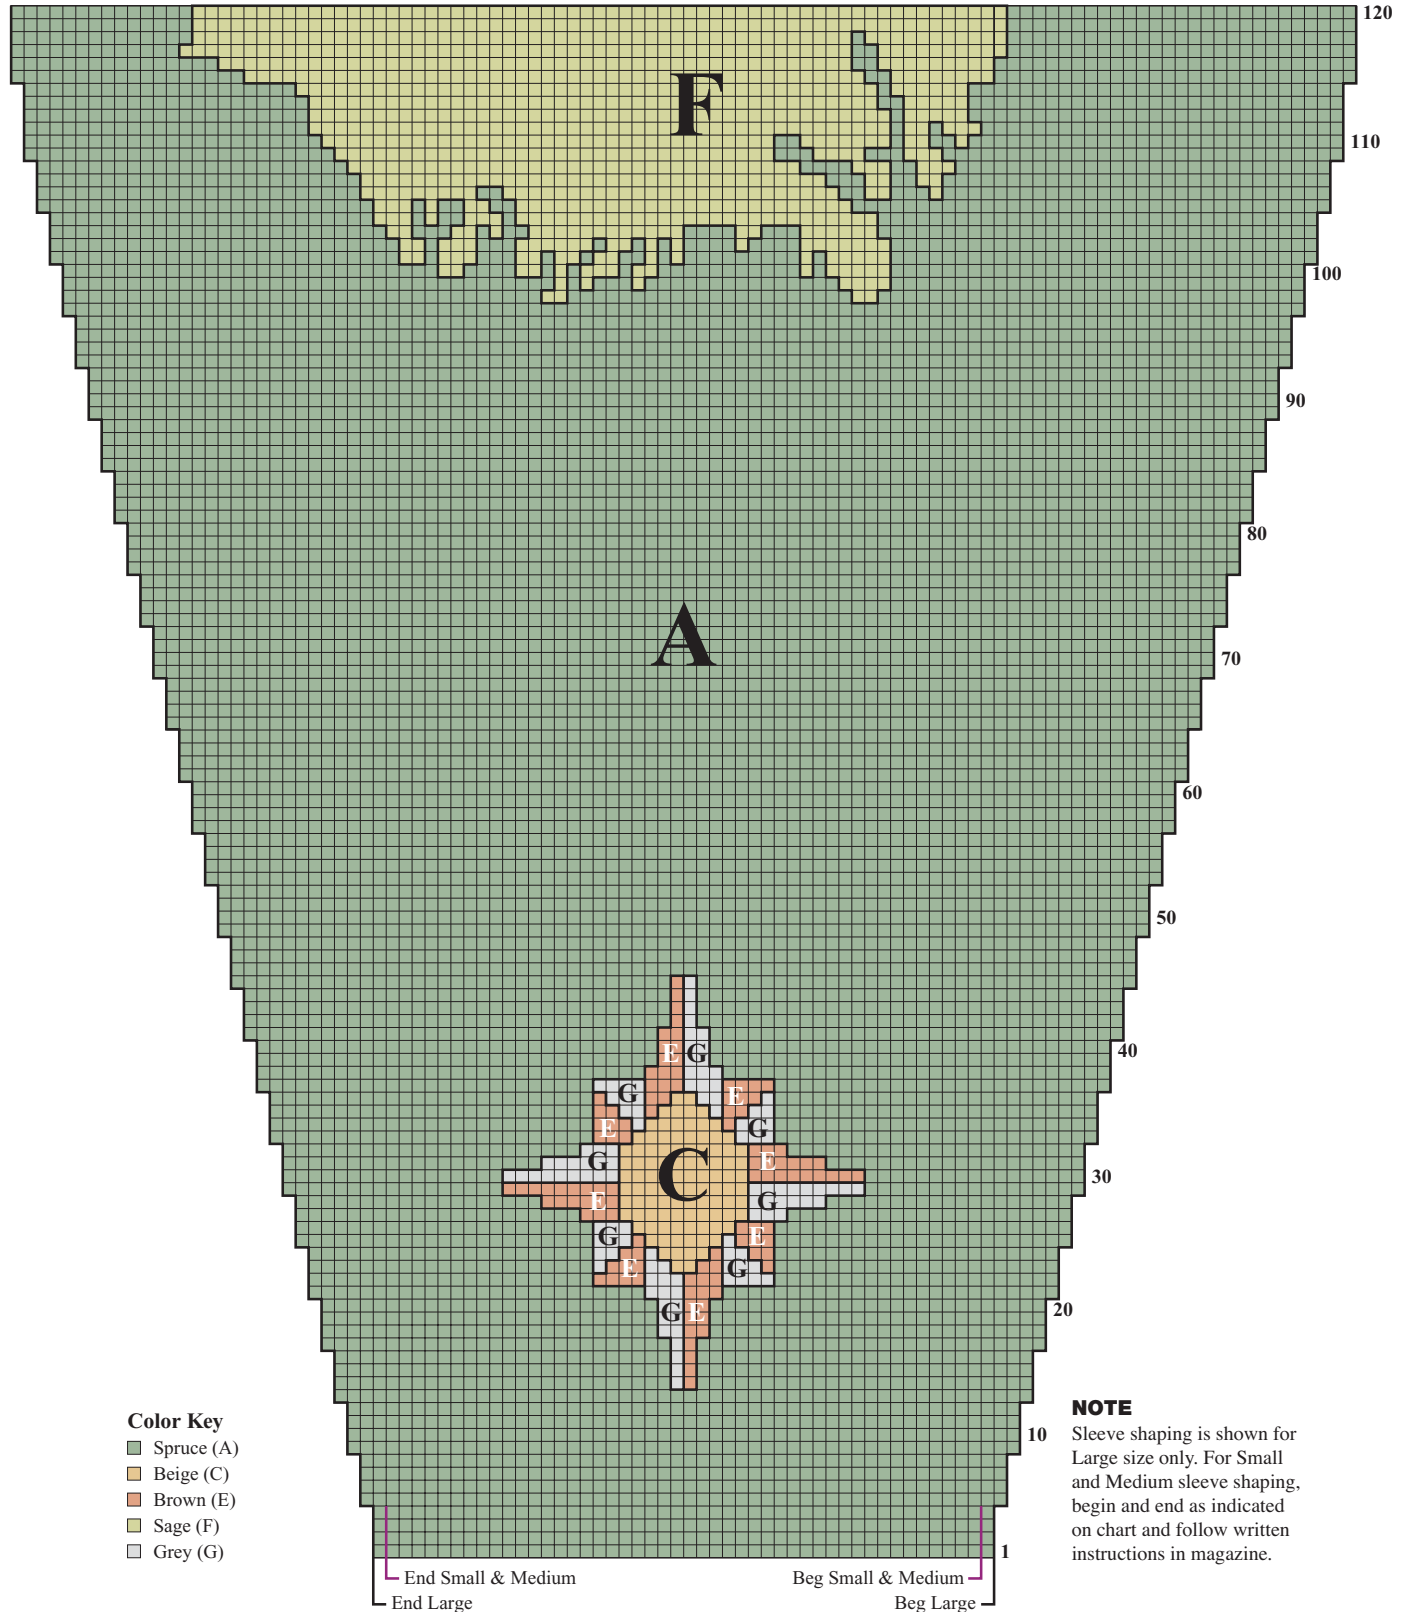 120
F
110
100
90
80
A
70
60
50
E G
40
G
E
E
G
G
C
E
30
E
G
G
E
E
G
G E
20
Color Key
Spruce (A)
Beige (C)
Brown (E)
Sage (F)
Grey (G)
10
NOTE
Sleeve shaping is shown for
Large size only. For Small
and Medium sleeve shaping,
begin and end as indicated
on chart and follow written
instructions in magazine.
1
End Small & Medium
Beg Small & Medium
End Large
Beg Large